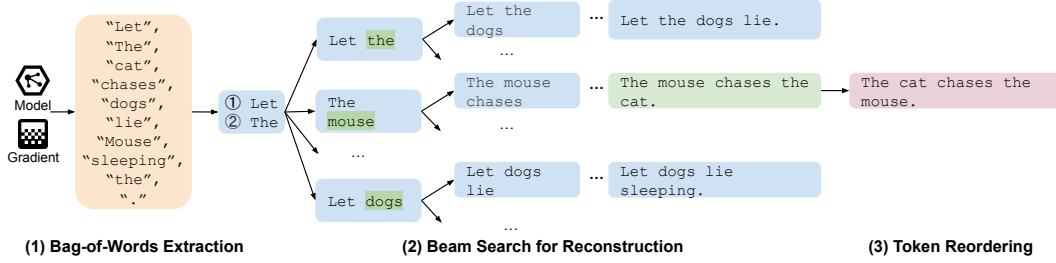 Model
Gradient
“Let”,
“The”,
“cat”,
“chases”,
“dogs”,
“lie”,
“Mouse”,
“sleeping”,
“the”,
“.”
① Let
② The
Let the
The
mouse
...
Let dogs
Let the
dogs
...
The mouse
chases
...
Let dogs
lie
...
... Let the dogs lie.
... The mouse chases the
cat.
... Let dogs lie
sleeping.
The cat chases the
mouse.
(1) Bag-of-Words Extraction
(2) Beam Search for Reconstruction
(3) Token Reordering